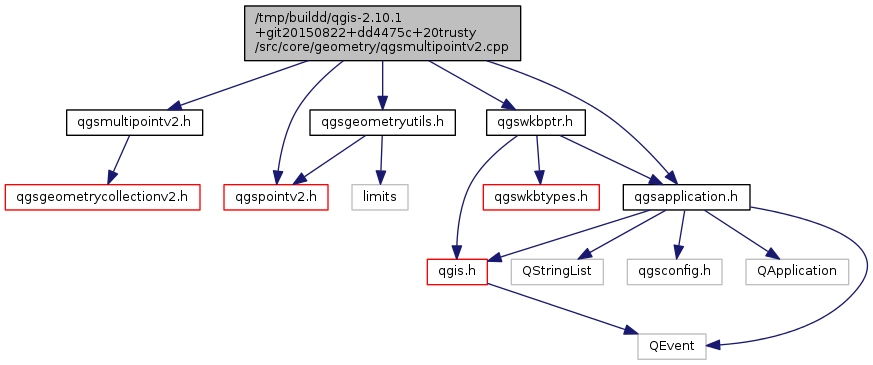 /tmp/buildd/qgis-2.10.1
+git20150822+dd4475c+20trusty
/src/core/geometry/qgsmultipointv2.cpp
qgsmultipointv2.h
qgsgeometryutils.h
qgswkbptr.h
qgsgeometrycollectionv2.h
qgspointv2.h
limits
qgswkbtypes.h
qgsapplication.h
qgis.h
QStringList
qgsconfig.h
QApplication
QEvent